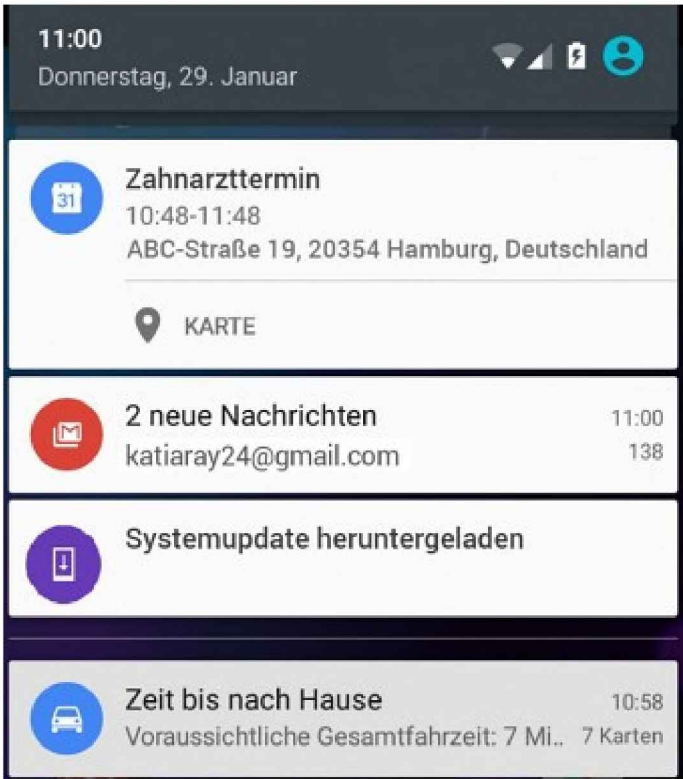 11:00
Donnerstag, 29. Januar
31
Zahnarzttermin
10:48-11:48
ABC-Straße 19, 20354 Hamburg, Deutschland
KARTE
2 neue Nachrichten 11:00
katiaray24@gmail.com 138
Systemupdate heruntergeladen
Zeit bis nach Hause 10:58
Voraussichtliche Gesamtfahrzeit: 7 Mi.. 7 Karten